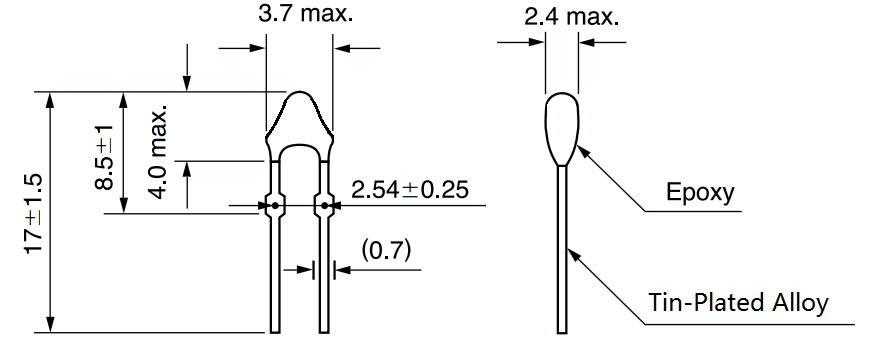 3.7 max.
2.4 max.
17±1.5
8.5±1
4.0 max.
2.54±0.25
(0.7)
Epoxy
Tin-Plated Alloy